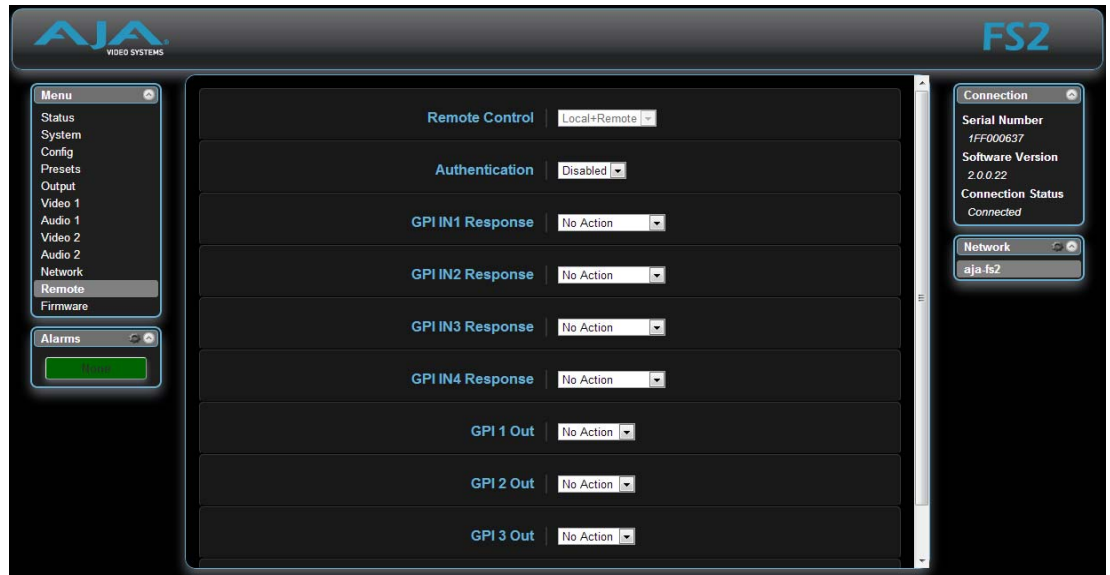 AJA
VIDEO SYSTEMS
FS2
Menu
Status
System
Config
Presets
Output
Video 1
Audio 1
Video 2
Audio 2
Network
Remote
Firmware
Alarms
None
Remote Control Local+Remote
Authentication Disabled
GPI IN1 Response No Action
GPI IN2 Response No Action
GPI IN3 Response No Action
GPI IN4 Response No Action
GPI 1 Out No Action
GPI 2 Out No Action
GPI 3 Out No Action
Connection
Serial Number
1FF000637
Software Version
2.0.0.22
Connection Status
Connected
Network
aja-fs2